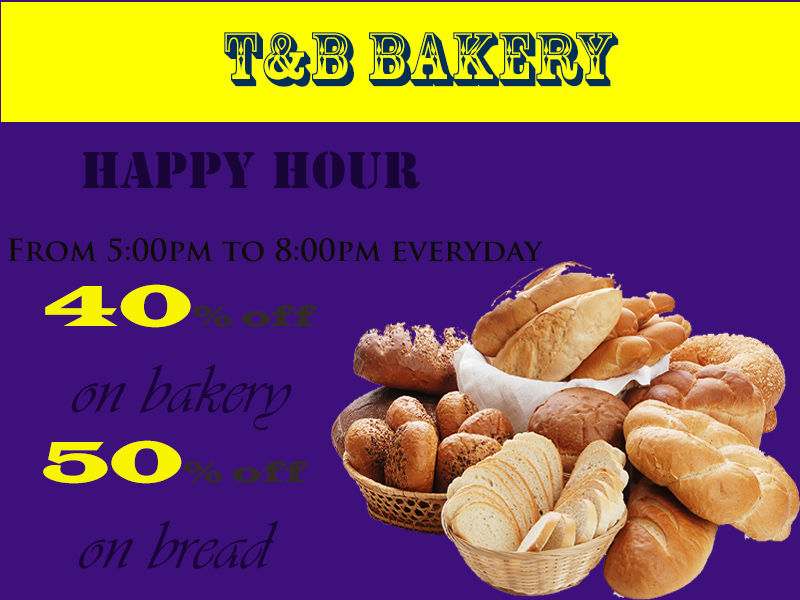 T&B BAKERY
HAPPY HOUR
FROM 5:00PM TO 8:00PM EVERYDAY
40% off
on bakery
50% off
on bread